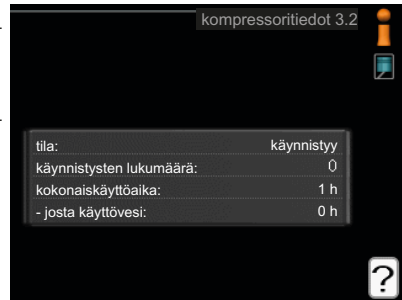 kompressoritiedot 3.2
tila: käynnistyy
käynnistysten lukumäärä: 0
kokonaiskäyttöaika: 1 h
- josta käyttövesi: 0 h
?